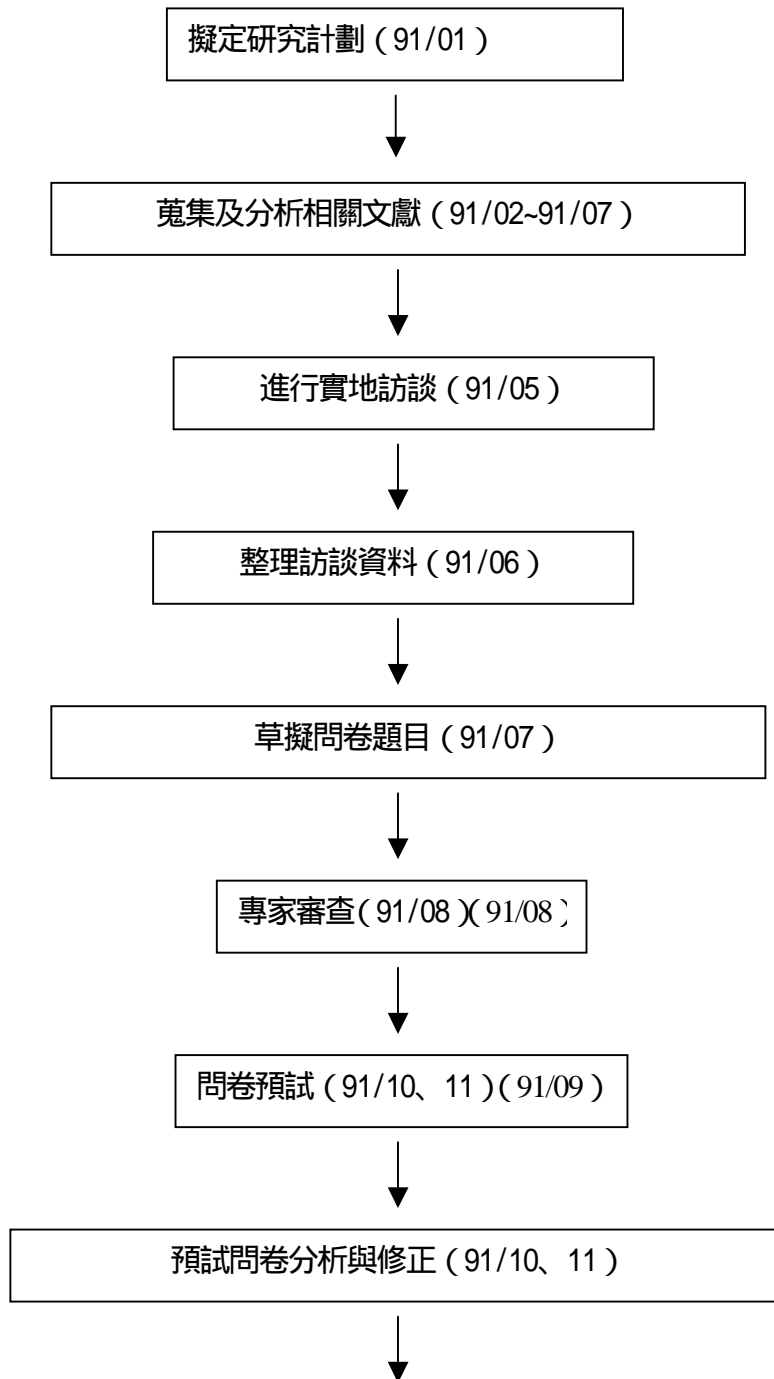 擬定研究計劃（91/01）
蒐集及分析相關文獻（91/02~91/07）
進行實地訪談（91/05）
整理訪談資料（91/06）
草擬問卷題目（91/07）
專家審查（91/08）（91/08）
問卷預試（91/10、11）（91/09）
預試問卷分析與修正（91/10、11）